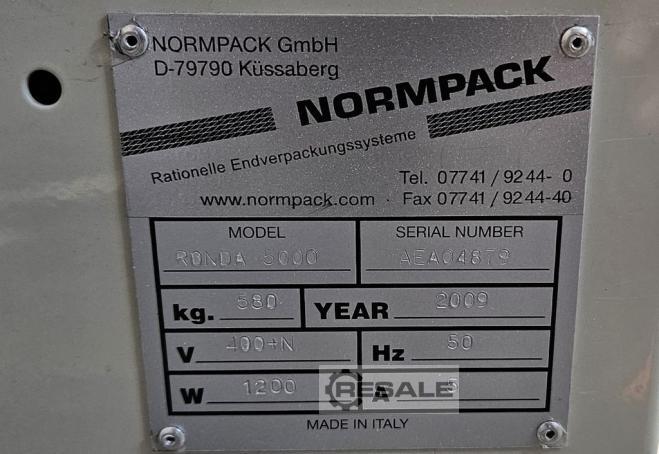 NORMPACK GmbH
D-79790 Küssaberg
NORMPACK
Rationelle Endverpackungssysteme
Tel. 07741 / 9244- 0
www.normpack.com · Fax 07741 / 9244-40
MODEL SERIAL NUMBER
RONDA 5000 AEA04879
kg. 580 YEAR 2009
V 400+N Hz 50
W 1200 A 6
RESALE
MADE IN ITALY